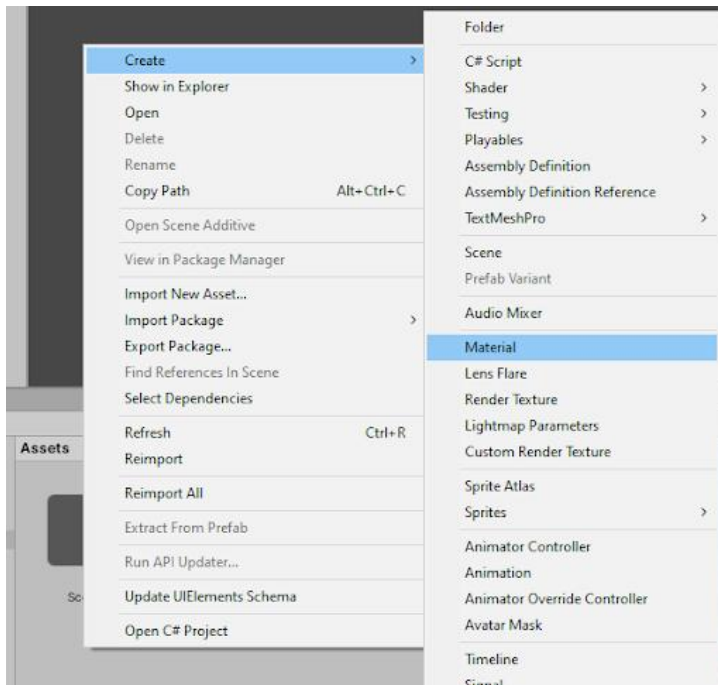 Create
Show in Explorer
Open
Delete
Rename
Copy Path Alt+Ctrl+C
Open Scene Additive
View in Package Manager
Import New Asset...
Import Package
Export Package...
Find References In Scene
Select Dependencies
Refresh Ctrl+R
Reimport
Reimport All
Extract From Prefab
Run API Updater...
Update UIElements Schema
Open C# Project
Folder
C# Script
Shader
Testing
Playables
Assembly Definition
Assembly Definition Reference
TextMeshPro
Scene
Prefab Variant
Audio Mixer
Material
Lens Flare
Render Texture
Lightmap Parameters
Custom Render Texture
Sprite Atlas
Sprites
Animator Controller
Animation
Animator Override Controller
Avatar Mask
Timeline
Signal
Assets
Sc